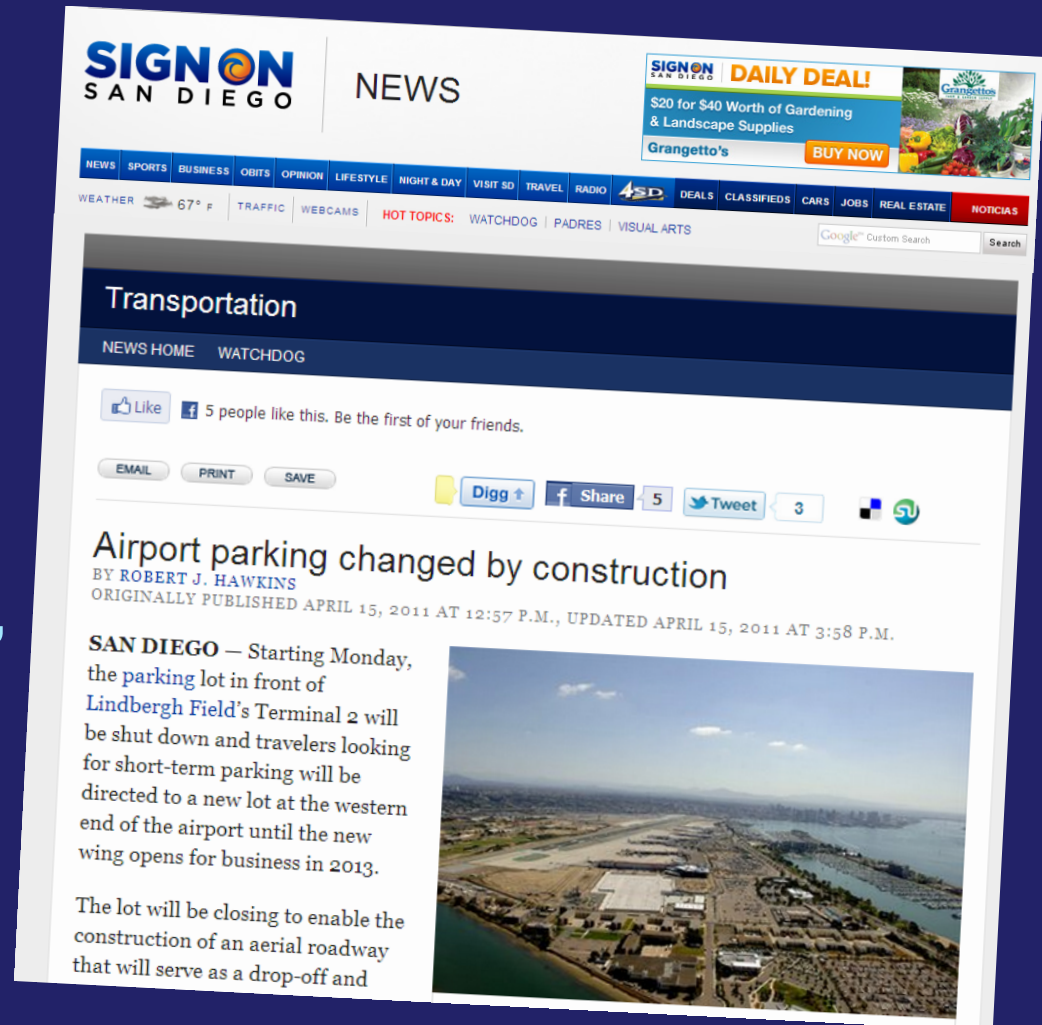 SIGN ON
SAN DIEGO
NEWS
SIGN ON
SAN DIEGO
DAILY DEAL!
$20 for $40 Worth of Gardening
& Landscape Supplies
Grangetto's
BUY NOW
Grangetto's
NEWS SPORTS BUSINESS OBITS OPINION LIFESTYLE NIGHT & DAY VISIT SD TRAVEL RADIO 4SD DEALS CLASSIFIEDS CARS JOBS REAL ESTATE NOTICIAS
WEATHER 67° F TRAFFIC WEBCAMS HOT TOPICS: WATCHDOG PADRES VISUAL ARTS
Google™ Custom Search Search
Transportation
NEWS HOME WATCHDOG
Like 5 people like this. Be the first of your friends.
EMAIL PRINT SAVE Digg Share 5 Tweet 3
Airport parking changed by construction
BY ROBERT J. HAWKINS
ORIGINALLY PUBLISHED APRIL 15, 2011 AT 12:57 P.M., UPDATED APRIL 15, 2011 AT 3:58 P.M.
SAN DIEGO — Starting Monday,
the parking lot in front of
Lindbergh Field's Terminal 2 will
be shut down and travelers looking
for short-term parking will be
directed to a new lot at the western
end of the airport until the new
wing opens for business in 2013.
The lot will be closing to enable the
construction of an aerial roadway
that will serve as a drop-off and